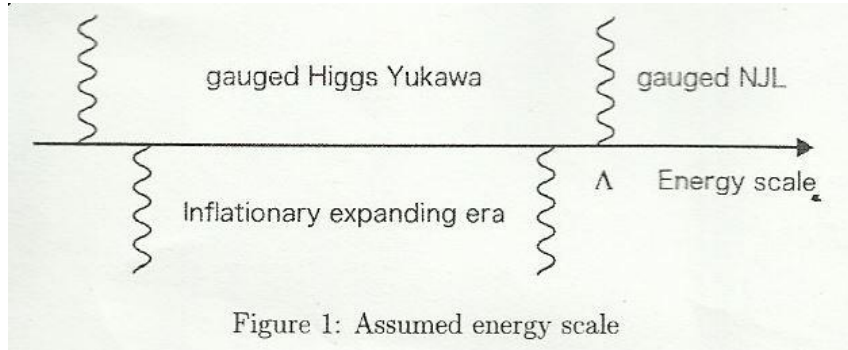 gauged Higgs Yukawa
gauged NJL
Λ
Energy scale
Inflationary expanding era
Figure 1: Assumed energy scale